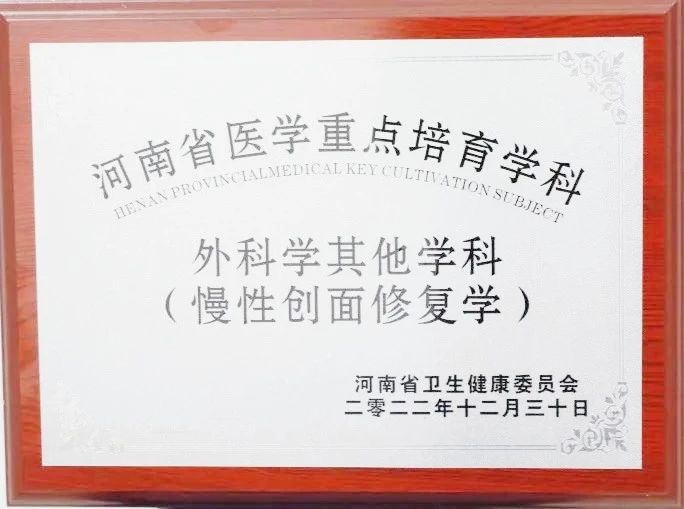 河南省医学重点培育学科
HENAN PROVINCIALMEDICAL KEY CULTIVATION SUBJECT
外科学其他学科
（慢性创面修复学）
河南省卫生健康委员会
二零二二年十二月三十日